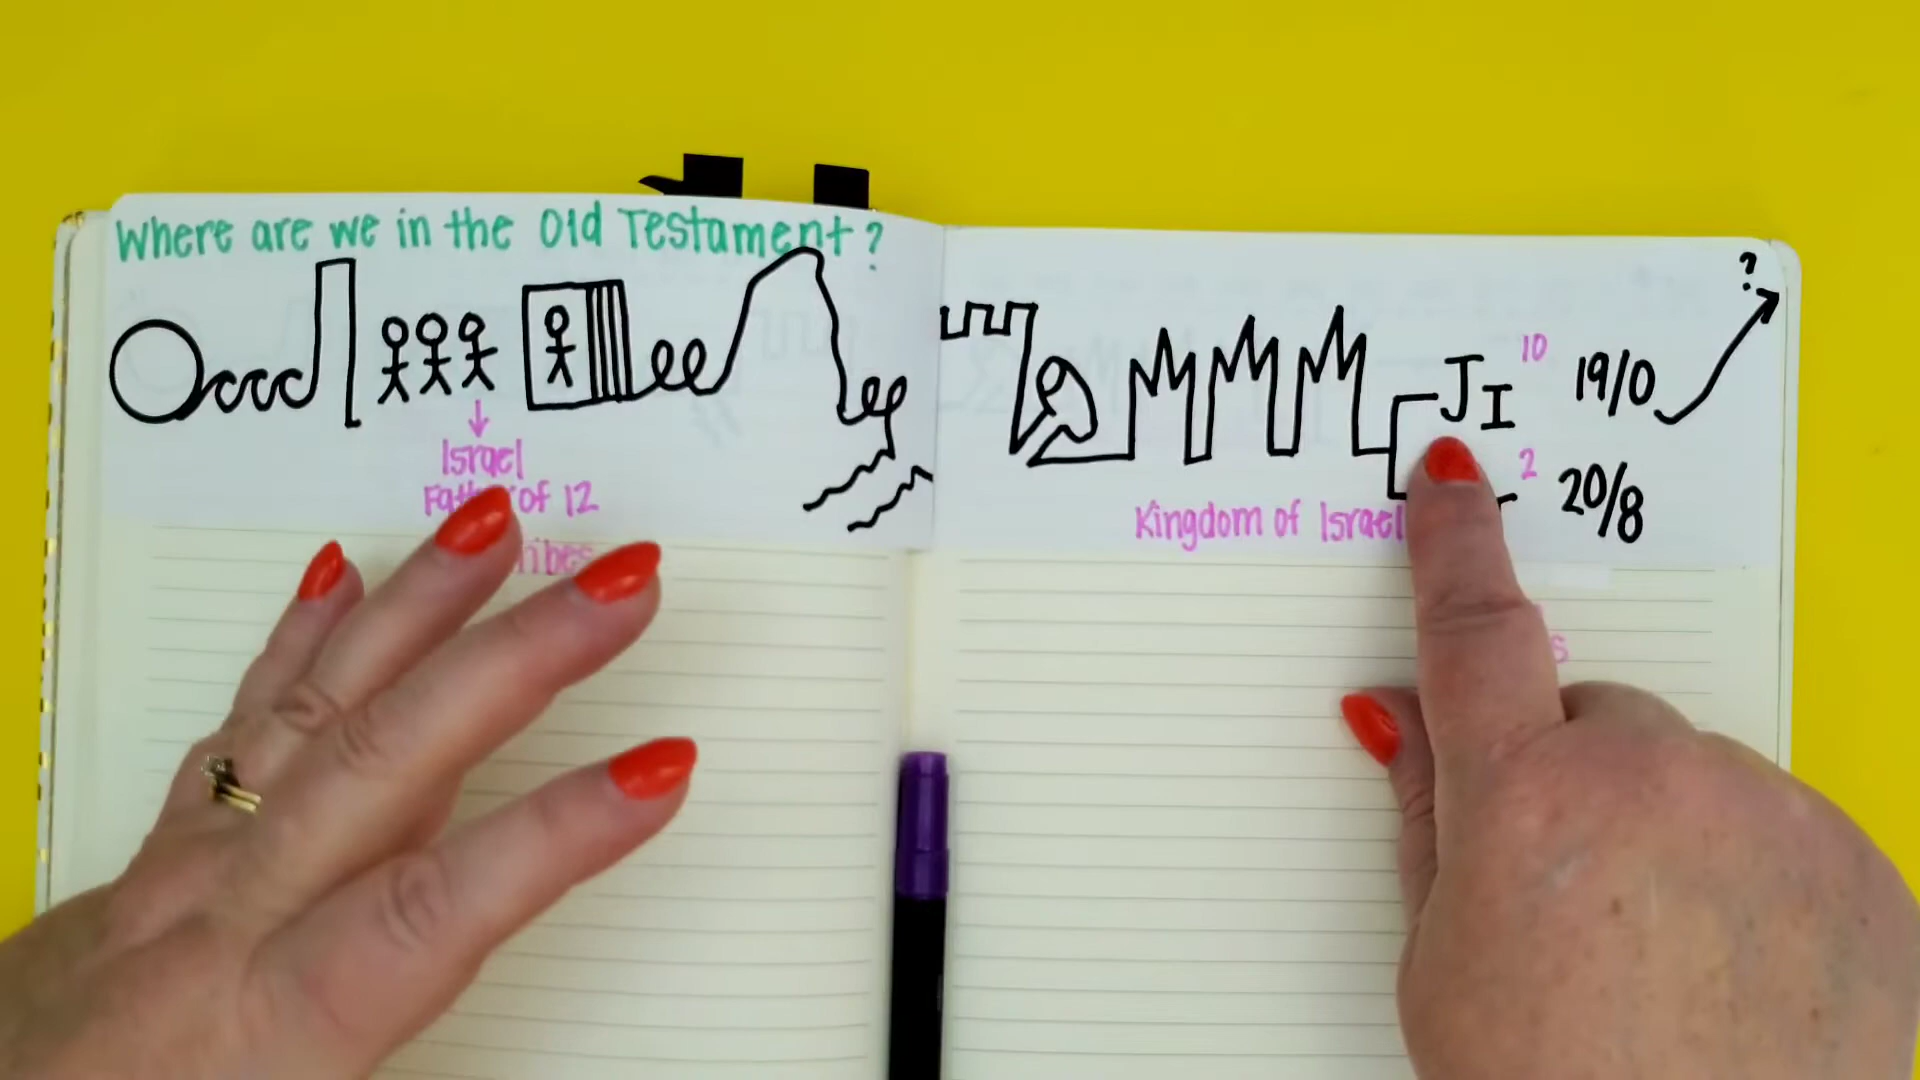 Where are we in the Old Testament?
Israel
of 12
?
JI 10 19/0
2 20/8
Kingdom of Israel